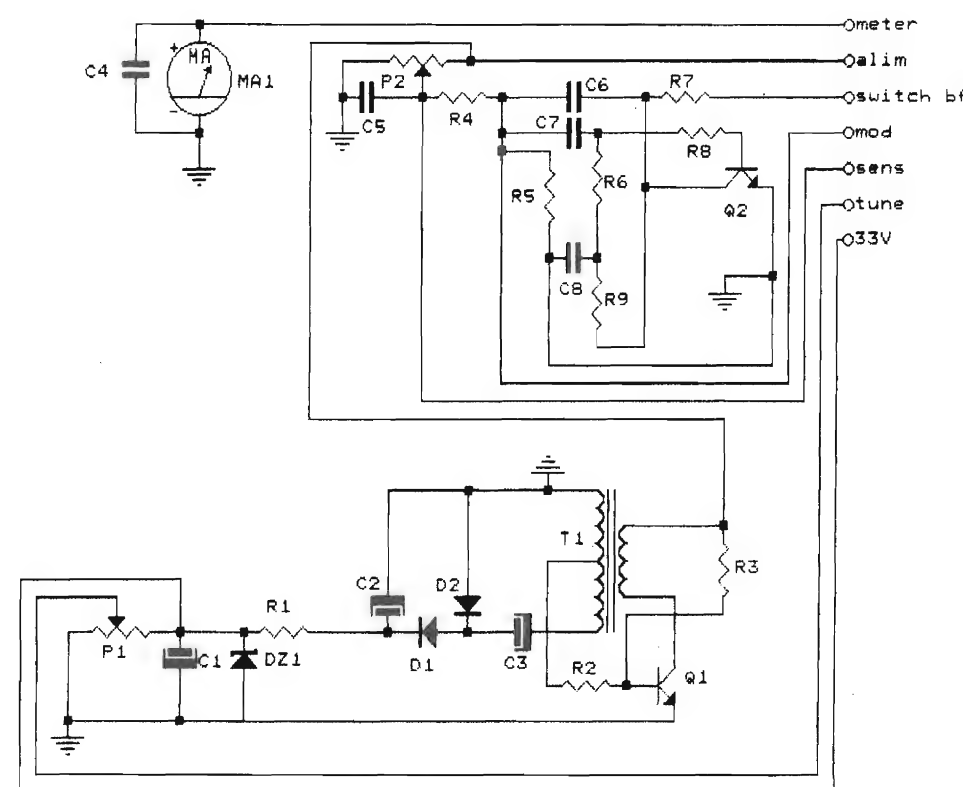 meter
MA
+
C4
MA1
-
alim
P2
C6
R7
switch bf
C5
R4
C7
mod
R8
R5
R6
sens
Q2
tune
33V
C8
R9
T1
R3
C2
D2
R1
P1
C1
DZ1
D1
C3
R2
Q1